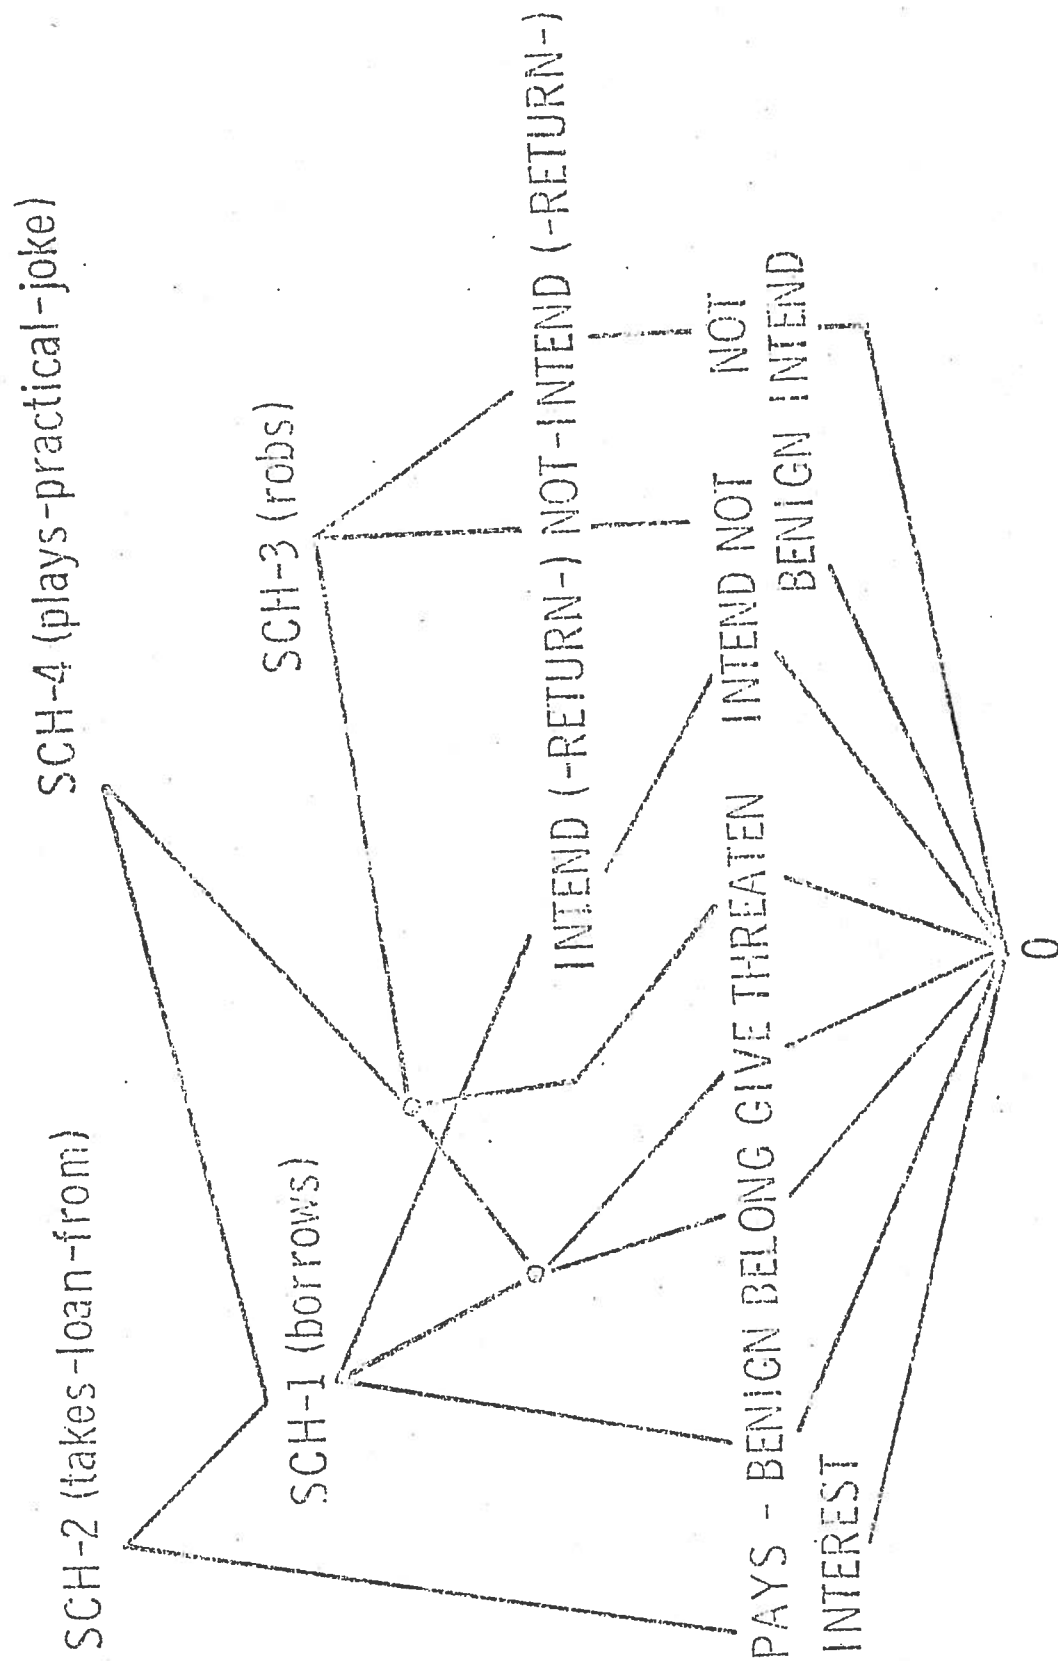 SCH-4 (plays-practical-joke)
SCH-2 (takes-loan-from)
SCH-3 (robs)
SCH-1 (borrows)
INTEND (-RETURN-) NOT-INTEND (-RETURN-)
PAYS - BENIGN BELONG GIVE THREATEN INTEND NOT NOT
INTEREST BENIGN INTEND
0